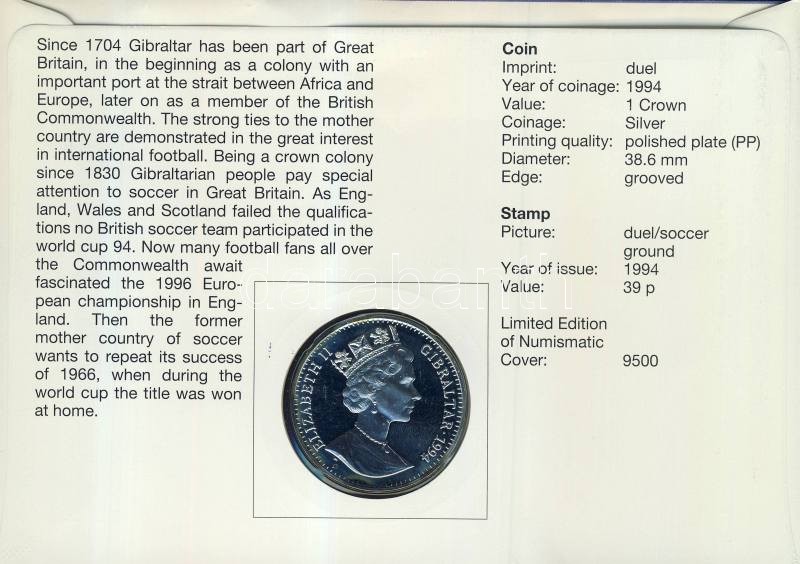 Since 1704 Gibraltar has been part of Great
Britain, in the beginning as a colony with an
important port at the strait between Africa and
Europe, later on as a member of the British
Commonwealth. The strong ties to the mother
country are demonstrated in the great interest
in international football. Being a crown colony
since 1830 Gibraltarian people pay special
attention to soccer in Great Britain. As Eng-
land, Wales and Scotland failed the qualifica-
tions no British soccer team participated in the
world cup 94. Now many football fans all over
the Commonwealth await
fascinated the 1996 Euro-
pean championship in Eng-
land. Then the former
mother country of soccer
wants to repeat its success
of 1966, when during the
world cup the title was won
at home.
Coin
Imprint: duel
Year of coinage: 1994
Value: 1 Crown
Coinage: Silver
Printing quality: polished plate (PP)
Diameter: 38.6 mm
Edge: grooved
Stamp
Picture: duel/soccer
ground
Year of issue: 1994
Value: 39 p
Limited Edition
of Numismatic
Cover: 9500
ELIZABETH II
GIBRALTAR · 1994
darabanth